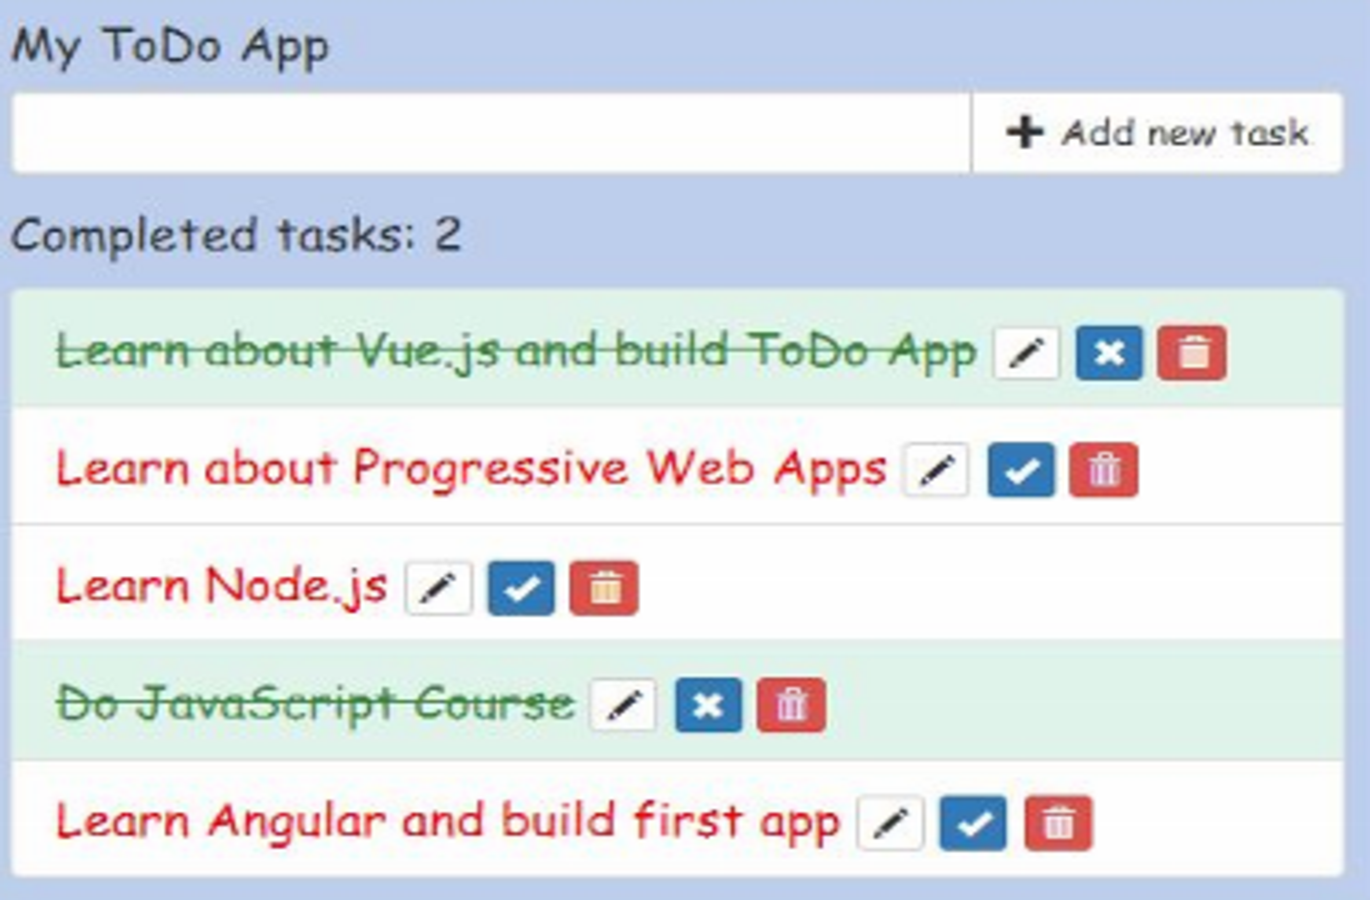 My ToDo App
Add new task
Completed tasks: 2
Learn about Vue.js and build ToDo App
Learn about Progressive Web Apps
Learn Node.js
Do JavaScript Course
Learn Angular and build first app